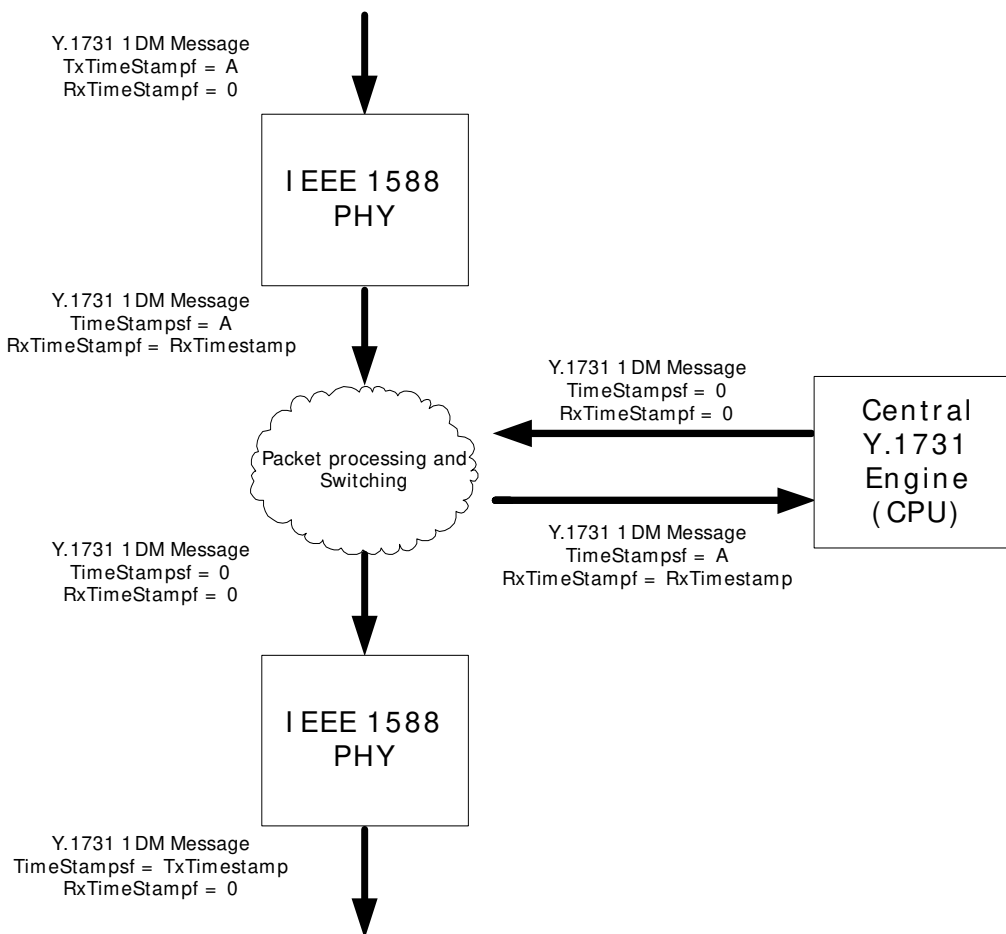 Y.1731 1DM Message
TxTimeStampf = A
RxTimeStampf = 0
IEEE 1588
PHY
Y.1731 1DM Message
TimeStampsf = A
RxTimeStampf = RxTimestamp
Y.1731 1DM Message
TimeStampsf = 0
RxTimeStampf = 0
Central
Y.1731
Engine
(CPU)
Packet processing and
Switching
Y.1731 1DM Message
TimeStampsf = A
RxTimeStampf = RxTimestamp
Y.1731 1DM Message
TimeStampsf = 0
RxTimeStampf = 0
IEEE 1588
PHY
Y.1731 1DM Message
TimeStampsf = TxTimestamp
RxTimeStampf = 0